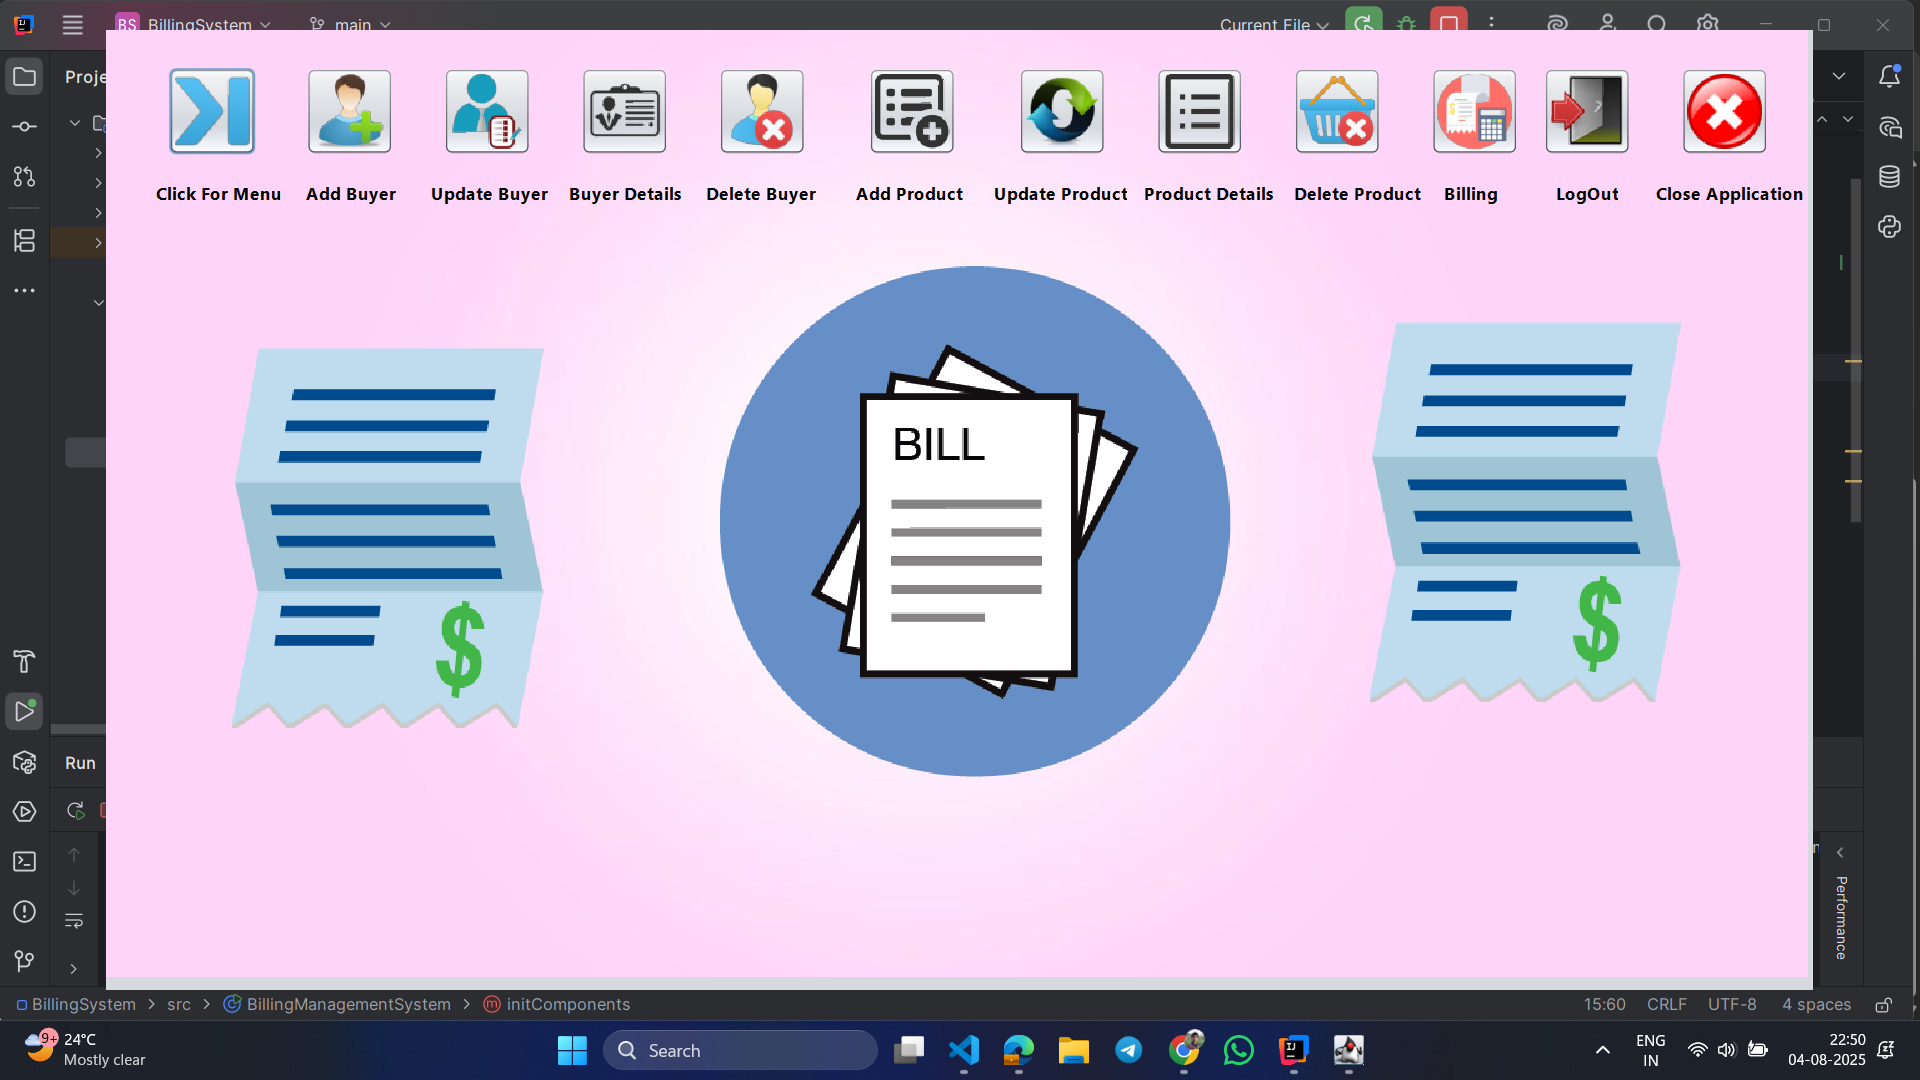 BS BillingSystem main Current File
Proje
Click For Menu Add Buyer Update Buyer Buyer Details Delete Buyer Add Product Update Product Product Details Delete Product Billing LogOut Close Application
BILL
$ $
Run
Performance
BillingSystem > src > BillingManagementSystem > initComponents 15:60 CRLF UTF-8 4 spaces
9+ 24°C
Mostly clear
Search
ENG
IN
22:50
04-08-2025